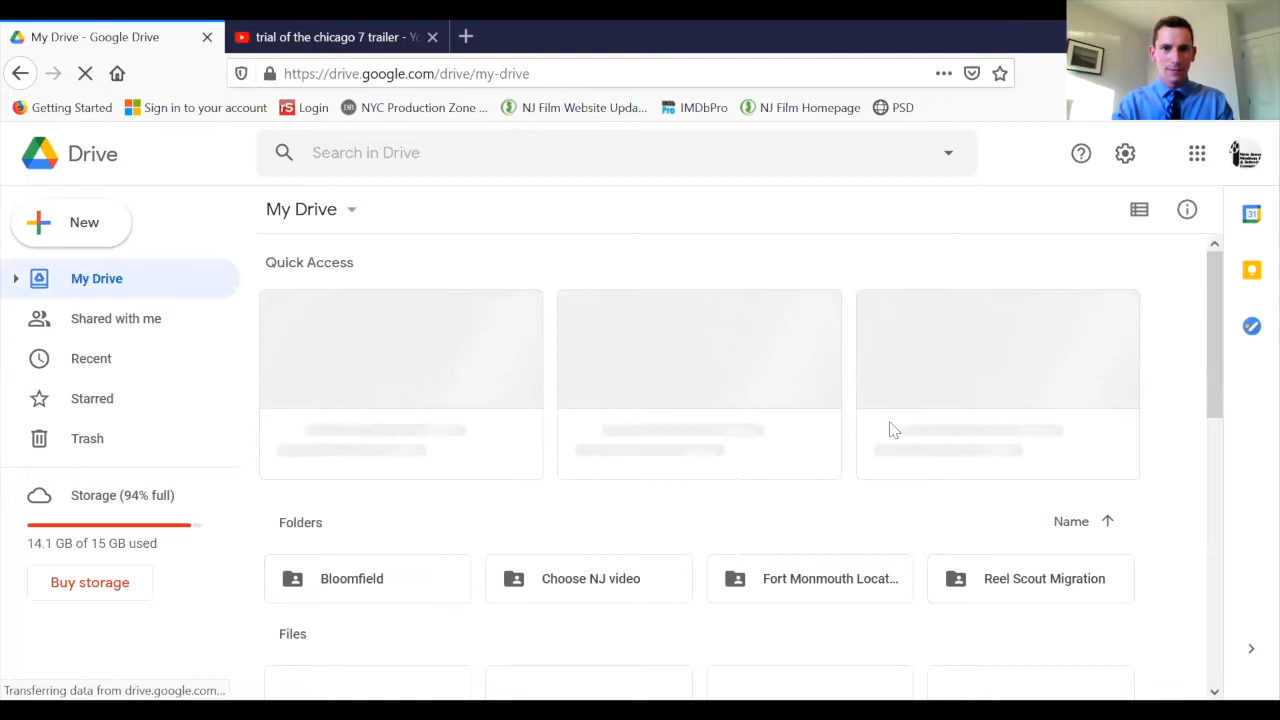 My Drive - Google Drive
trial of the chicago 7 trailer - Yo
https://drive.google.com/drive/my-drive
Getting Started
Sign in to your account
rS Login
NYC Production Zone ...
NJ Film Website Upda...
IMDbPro
NJ Film Homepage
PSD
Drive
Search in Drive
New
My Drive
My Drive
Shared with me
Recent
Starred
Trash
Storage (94% full)
14.1 GB of 15 GB used
Buy storage
Quick Access
Folders
Name
Bloomfield
Choose NJ video
Fort Monmouth Locat...
Reel Scout Migration
Files
31
Transferring data from drive.google.com...